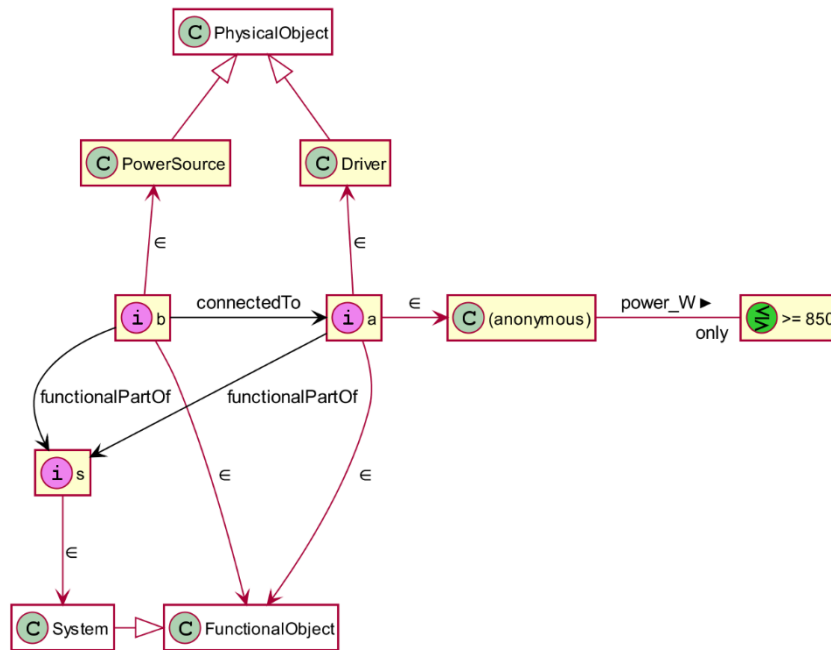 C PhysicalObject
C PowerSource
C Driver
∈
∈
i b
connectedTo
i a
∈
C (anonymous)
power_W ►
only
≶ >= 850
functionalPartOf
functionalPartOf
i s
∈
∈
∈
C System
C FunctionalObject